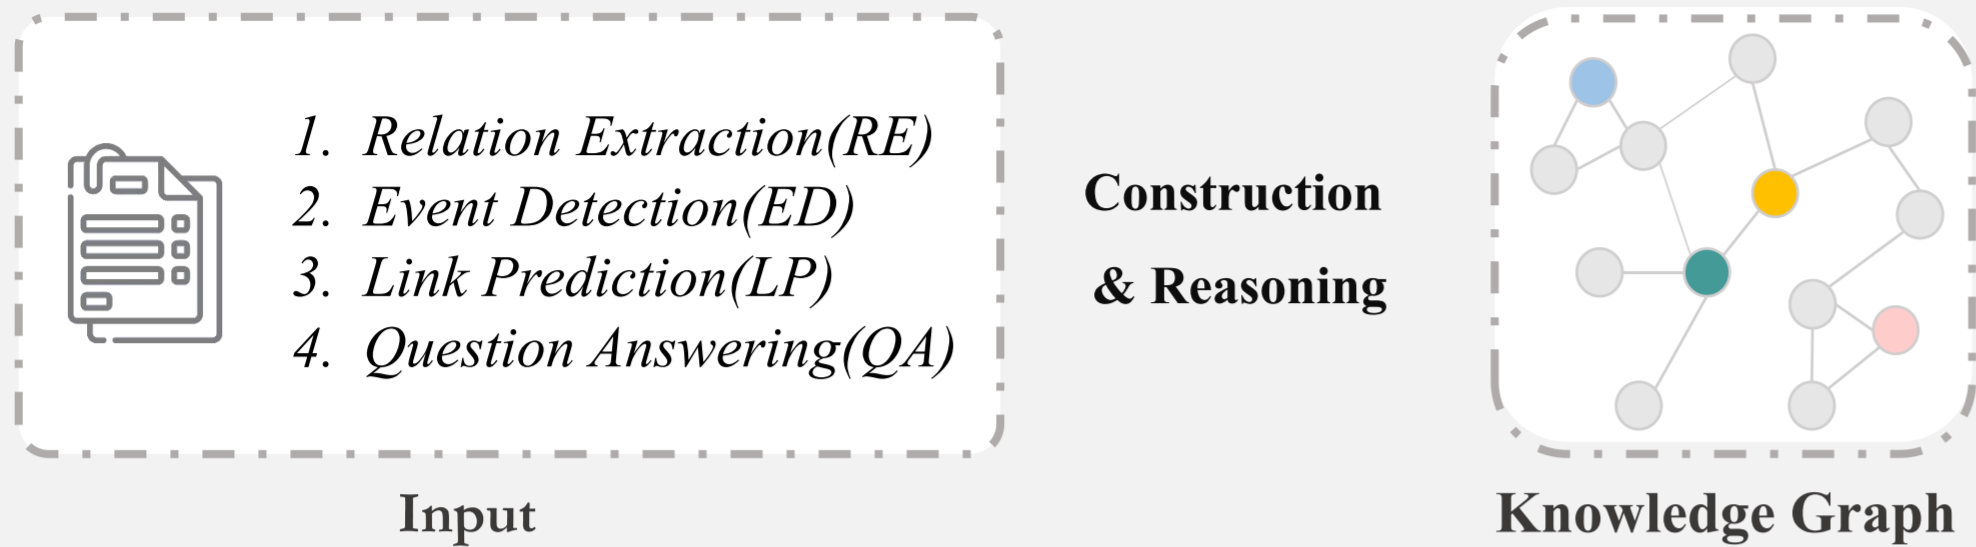 1. Relation Extraction(RE)
2. Event Detection(ED)
3. Link Prediction(LP)
4. Question Answering(QA)
Input
Construction
& Reasoning
Knowledge Graph